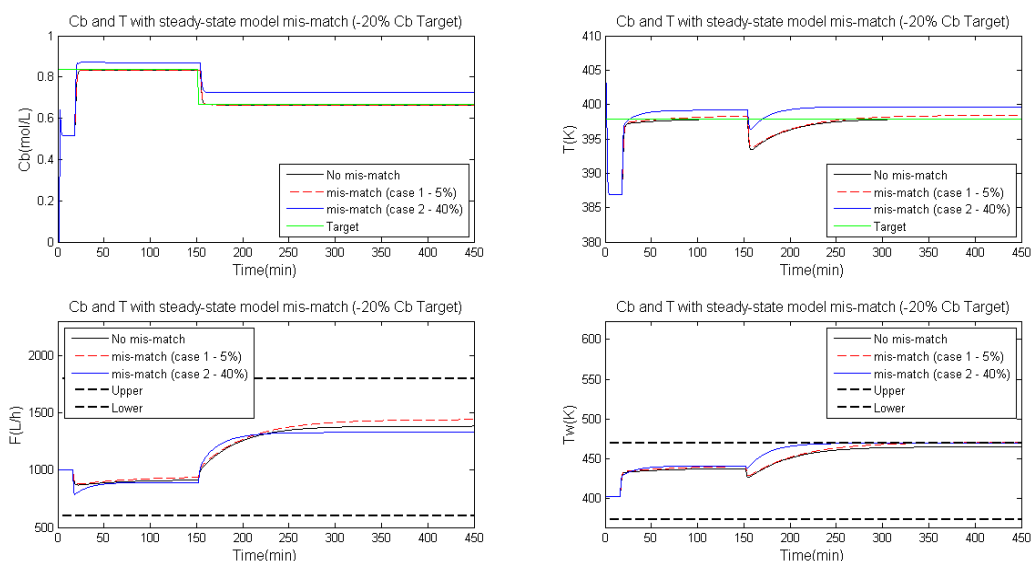 Cb and T with steady-state model mis-match (-20% Cb Target)
1
0.8
0.6
0.4
0.2
0
Cb(mol/L)
No mis-match
mis-match (case 1 - 5%)
mis-match (case 2 - 40%)
Target
0 50 100 150 200 250 300 350 400 450
Time(min)
Cb and T with steady-state model mis-match (-20% Cb Target)
410
405
400
395
390
385
380
T(K)
No mis-match
mis-match (case 1 - 5%)
mis-match (case 2 - 40%)
Target
0 50 100 150 200 250 300 350 400 450
Time(min)
Cb and T with steady-state model mis-match (-20% Cb Target)
2000
1500
1000
500
F(L/h)
No mis-match
mis-match (case 1 - 5%)
mis-match (case 2 - 40%)
Upper
Lower
0 50 100 150 200 250 300 350 400 450
Time(min)
Cb and T with steady-state model mis-match (-20% Cb Target)
600
550
500
450
400
Tw(K)
No mis-match
mis-match (case 1 - 5%)
mis-match (case 2 - 40%)
Upper
Lower
0 50 100 150 200 250 300 350 400 450
Time(min)